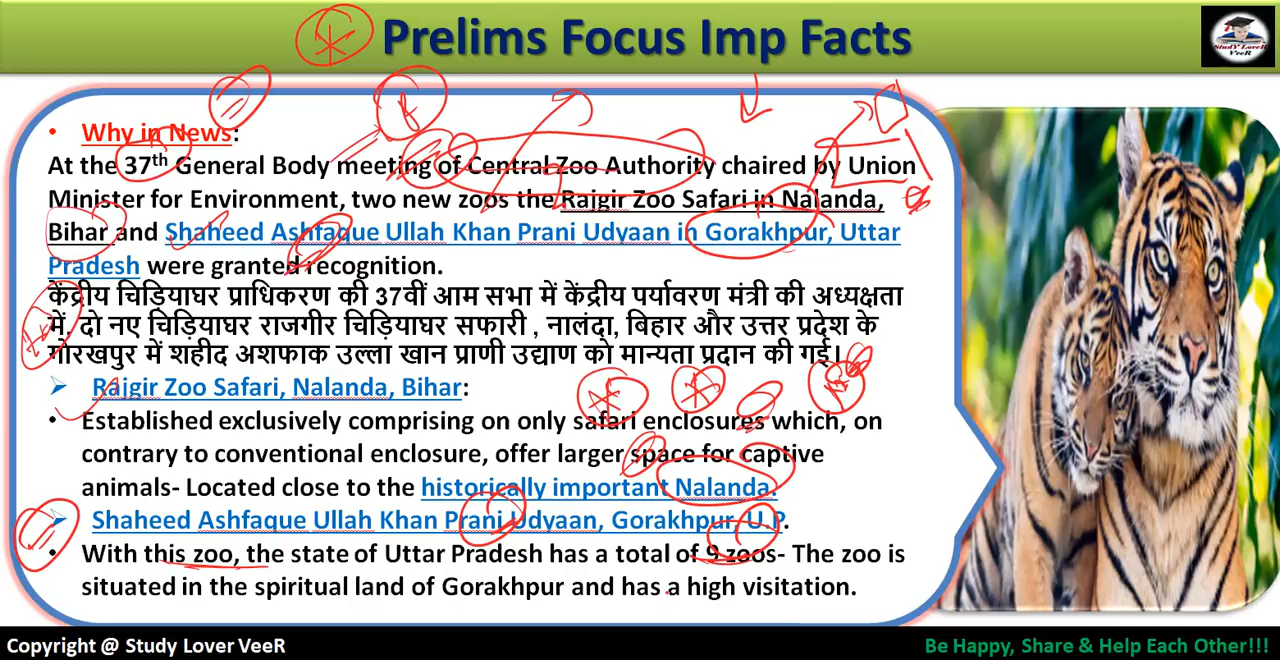 Prelims Focus Imp Facts
StudY LoveR
VeeR
• Why in News:
At the 37th General Body meeting of Central Zoo Authority chaired by Union
Minister for Environment, two new zoos the Rajgir Zoo Safari in Nalanda,
Bihar and Shaheed Ashfaque Ullah Khan Prani Udyaan in Gorakhpur, Uttar
Pradesh were granted recognition.
केंद्रीय चिड़ियाघर प्राधिकरण की 37वीं आम सभा में केंद्रीय पर्यावरण मंत्री की अध्यक्षता
में, दो नए चिड़ियाघर राजगीर चिड़ियाघर सफारी , नालंदा, बिहार और उत्तर प्रदेश के
गोरखपुर में शहीद अशफाक उल्ला खान प्राणी उद्याण को मान्यता प्रदान की गई।
➢ Rajgir Zoo Safari, Nalanda, Bihar:
• Established exclusively comprising on only safari enclosures which, on
contrary to conventional enclosure, offer larger space for captive
animals- Located close to the historically important Nalanda.
➢ Shaheed Ashfaque Ullah Khan Prani Udyaan, Gorakhpur, U.P.
• With this zoo, the state of Uttar Pradesh has a total of 9 zoos- The zoo is
situated in the spiritual land of Gorakhpur and has a high visitation.
Copyright @ Study Lover VeeR
Be Happy, Share & Help Each Other!!!